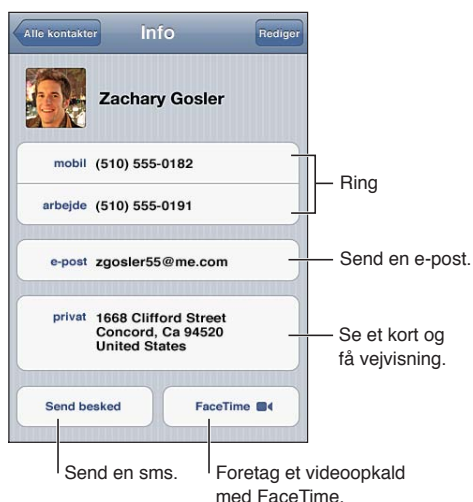 Alle kontakter Info Rediger
Zachary Gosler
mobil (510) 555-0182
arbejde (510) 555-0191
Ring
e-post zgosler55@me.com
Send en e-post.
privat 1668 Clifford Street
Concord, Ca 94520
United States
Se et kort og
få vejvisning.
Send besked FaceTime
Send en sms.
Foretag et videoopkald
med FaceTime.